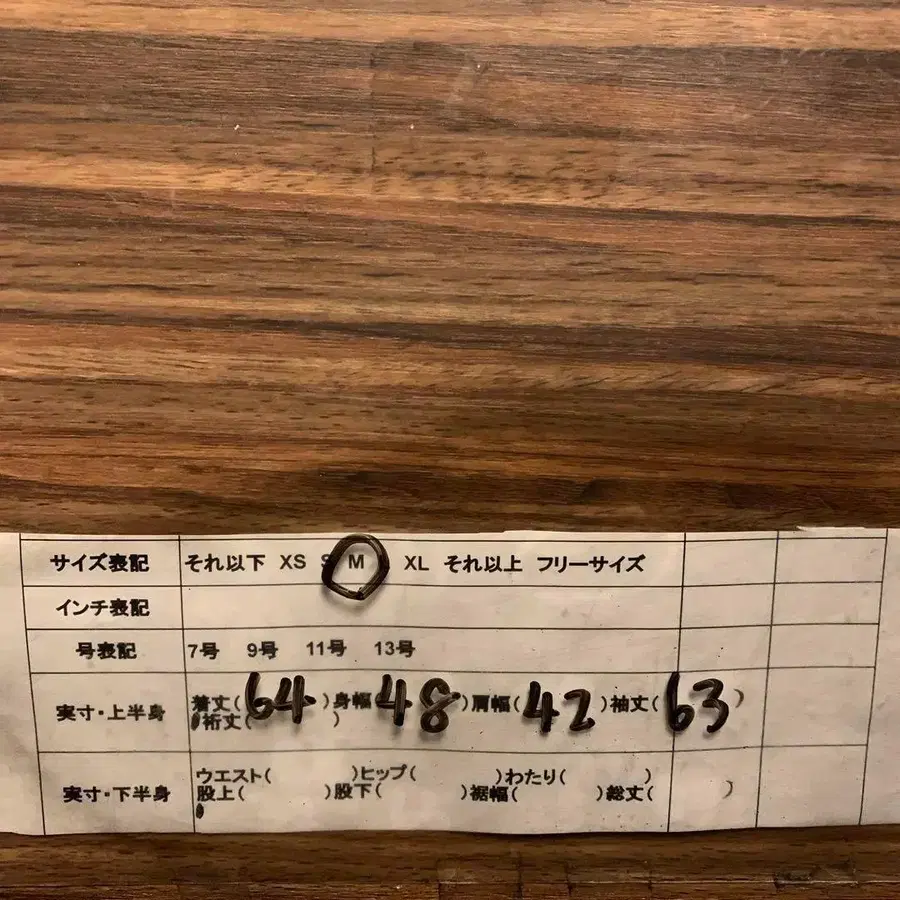 サイズ表記 それ以下 XS S M XL それ以上 フリーサイズ
インチ表記
号表記 7号 9号 11号 13号
実寸・上半身 着丈(64)身幅(48)肩幅(42)袖丈(63)
裄丈( )
実寸・下半身 ウエスト( )ヒップ( )わたり( )
股上( )股下( )裾幅( )総丈( )